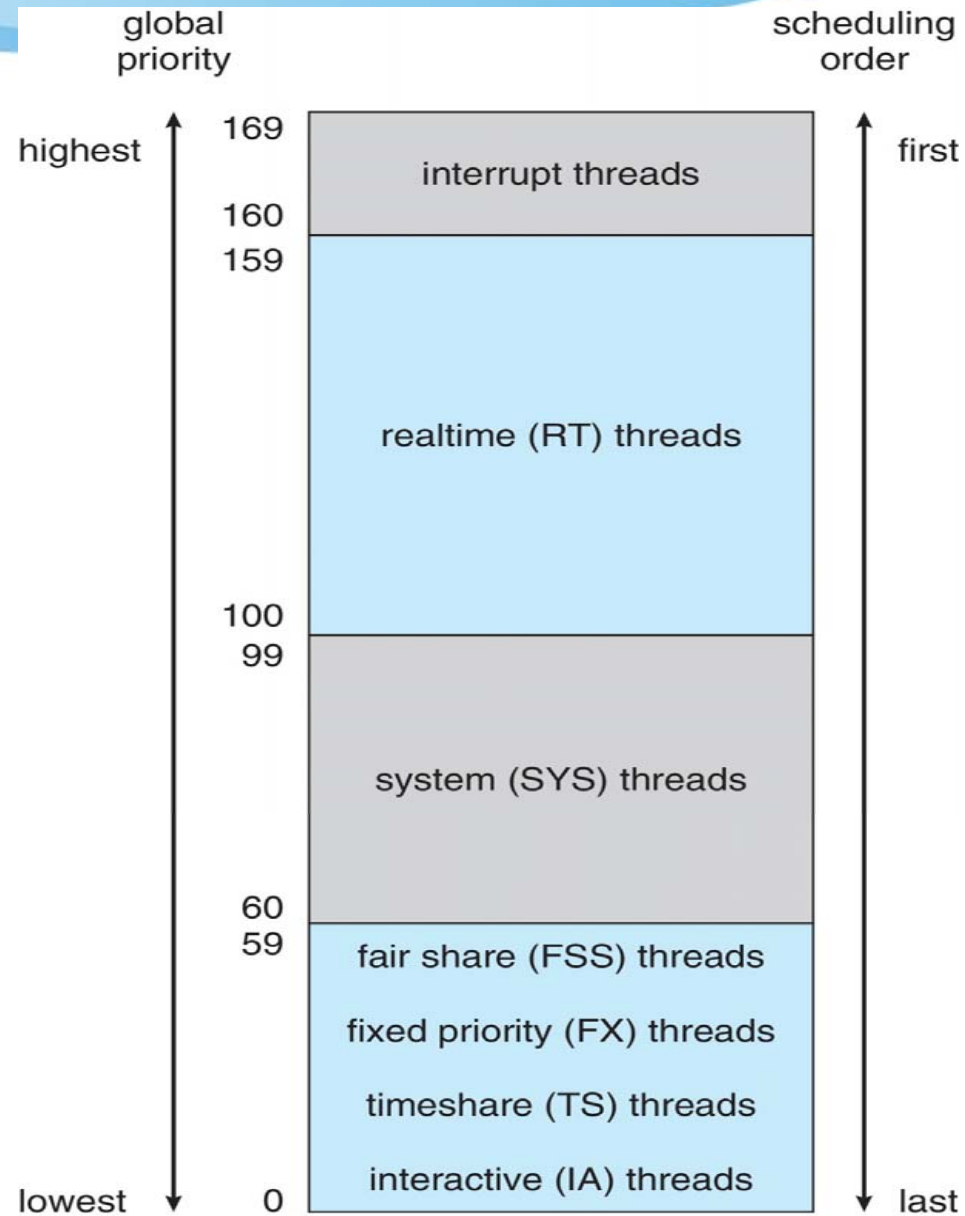 global
priority
scheduling
order
highest
169
first
interrupt threads
160
159
realtime (RT) threads
100
99
system (SYS) threads
60
59
fair share (FSS) threads
fixed priority (FX) threads
timeshare (TS) threads
interactive (IA) threads
lowest
0
last